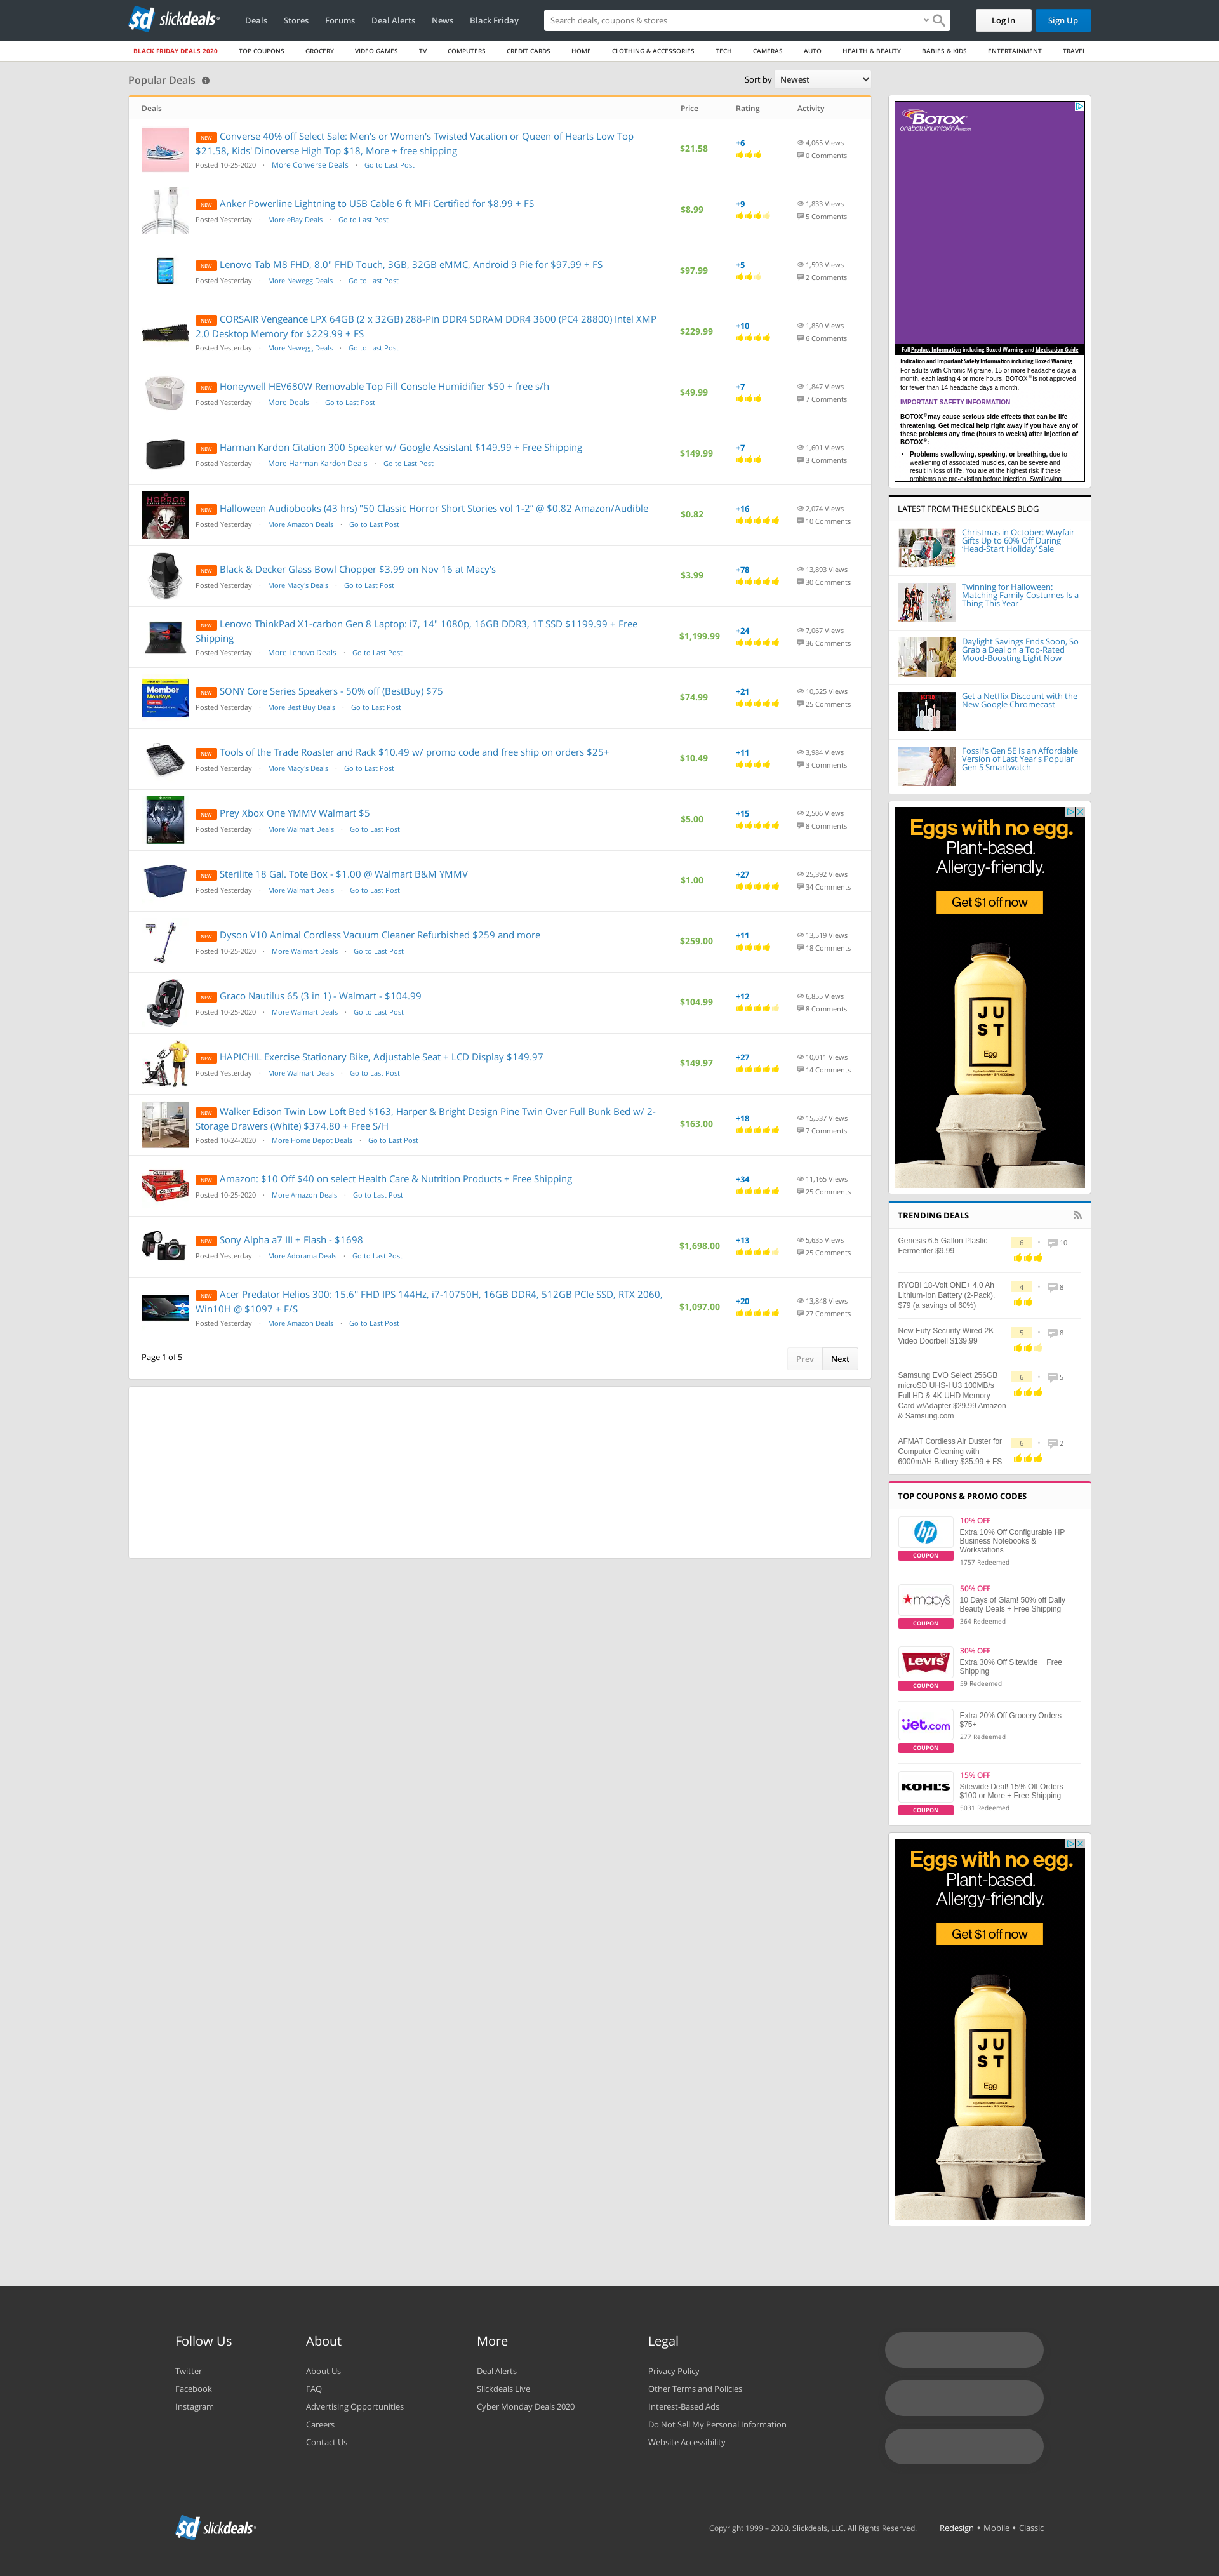 sd slickdeals
Deals Stores Forums Deal Alerts News Black Friday
Search deals, coupons & stores
Log In
Sign Up
BLACK FRIDAY DEALS 2020 TOP COUPONS GROCERY VIDEO GAMES TV COMPUTERS CREDIT CARDS HOME CLOTHING & ACCESSORIES TECH CAMERAS AUTO HEALTH & BEAUTY BABIES & KIDS ENTERTAINMENT TRAVEL
Popular Deals
Sort by Newest
Deals Price Rating Activity
NEW Converse 40% off Select Sale: Men's or Women's Twisted Vacation or Queen of Hearts Low Top
$21.58, Kids' Dinoverse High Top $18, More + free shipping
Posted 10-25-2020 · More Converse Deals · Go to Last Post
$21.58
+6
4,065 Views
0 Comments
NEW Anker Powerline Lightning to USB Cable 6 ft MFi Certified for $8.99 + FS
Posted Yesterday · More eBay Deals · Go to Last Post
$8.99
+9
1,833 Views
5 Comments
NEW Lenovo Tab M8 FHD, 8.0" FHD Touch, 3GB, 32GB eMMC, Android 9 Pie for $97.99 + FS
Posted Yesterday · More Newegg Deals · Go to Last Post
$97.99
+5
1,593 Views
2 Comments
NEW CORSAIR Vengeance LPX 64GB (2 x 32GB) 288-Pin DDR4 SDRAM DDR4 3600 (PC4 28800) Intel XMP
2.0 Desktop Memory for $229.99 + FS
Posted Yesterday · More Newegg Deals · Go to Last Post
$229.99
+10
1,850 Views
6 Comments
NEW Honeywell HEV680W Removable Top Fill Console Humidifier $50 + free s/h
Posted Yesterday · More Deals · Go to Last Post
$49.99
+7
1,847 Views
7 Comments
NEW Harman Kardon Citation 300 Speaker w/ Google Assistant $149.99 + Free Shipping
Posted Yesterday · More Harman Kardon Deals · Go to Last Post
$149.99
+7
1,601 Views
3 Comments
HORROR
NEW Halloween Audiobooks (43 hrs) "50 Classic Horror Short Stories vol 1-2" @ $0.82 Amazon/Audible
Posted Yesterday · More Amazon Deals · Go to Last Post
$0.82
+16
2,074 Views
10 Comments
NEW Black & Decker Glass Bowl Chopper $3.99 on Nov 16 at Macy's
Posted Yesterday · More Macy's Deals · Go to Last Post
$3.99
+78
13,893 Views
30 Comments
NEW Lenovo ThinkPad X1-carbon Gen 8 Laptop: i7, 14" 1080p, 16GB DDR3, 1T SSD $1199.99 + Free
Shipping
Posted Yesterday · More Lenovo Deals · Go to Last Post
$1,199.99
+24
7,067 Views
36 Comments
Member
Mondays
NEW SONY Core Series Speakers - 50% off (BestBuy) $75
Posted Yesterday · More Best Buy Deals · Go to Last Post
$74.99
+21
10,525 Views
25 Comments
NEW Tools of the Trade Roaster and Rack $10.49 w/ promo code and free ship on orders $25+
Posted Yesterday · More Macy's Deals · Go to Last Post
$10.49
+11
3,984 Views
3 Comments
NEW Prey Xbox One YMMV Walmart $5
Posted Yesterday · More Walmart Deals · Go to Last Post
$5.00
+15
2,506 Views
8 Comments
NEW Sterilite 18 Gal. Tote Box - $1.00 @ Walmart B&M YMMV
Posted Yesterday · More Walmart Deals · Go to Last Post
$1.00
+27
25,392 Views
34 Comments
NEW Dyson V10 Animal Cordless Vacuum Cleaner Refurbished $259 and more
Posted 10-25-2020 · More Walmart Deals · Go to Last Post
$259.00
+11
13,519 Views
18 Comments
NEW Graco Nautilus 65 (3 in 1) - Walmart - $104.99
Posted 10-25-2020 · More Walmart Deals · Go to Last Post
$104.99
+12
6,855 Views
8 Comments
NEW HAPICHIL Exercise Stationary Bike, Adjustable Seat + LCD Display $149.97
Posted Yesterday · More Walmart Deals · Go to Last Post
$149.97
+27
10,011 Views
14 Comments
NEW Walker Edison Twin Low Loft Bed $163, Harper & Bright Design Pine Twin Over Full Bunk Bed w/ 2-
Storage Drawers (White) $374.80 + Free S/H
Posted 10-24-2020 · More Home Depot Deals · Go to Last Post
$163.00
+18
15,537 Views
7 Comments
NEW Amazon: $10 Off $40 on select Health Care & Nutrition Products + Free Shipping
Posted 10-25-2020 · More Amazon Deals · Go to Last Post
+34
11,165 Views
25 Comments
NEW Sony Alpha a7 III + Flash - $1698
Posted Yesterday · More Adorama Deals · Go to Last Post
$1,698.00
+13
5,635 Views
25 Comments
NEW Acer Predator Helios 300: 15.6" FHD IPS 144Hz, i7-10750H, 16GB DDR4, 512GB PCIe SSD, RTX 2060,
Win10H @ $1097 + F/S
Posted Yesterday · More Amazon Deals · Go to Last Post
$1,097.00
+20
13,848 Views
27 Comments
Page 1 of 5
Prev Next
BOTOX
onabotulinumtoxinA injection
Full Product Information including Boxed Warning and Medication Guide
Indication and Important Safety Information including Boxed Warning
For adults with Chronic Migraine, 15 or more headache days a
month, each lasting 4 or more hours. BOTOX® is not approved
for fewer than 14 headache days a month.
IMPORTANT SAFETY INFORMATION
BOTOX® may cause serious side effects that can be life
threatening. Get medical help right away if you have any of
these problems any time (hours to weeks) after injection of
BOTOX®:
• Problems swallowing, speaking, or breathing, due to
weakening of associated muscles, can be severe and
result in loss of life. You are at the highest risk if these
problems are pre-existing before injection. Swallowing
LATEST FROM THE SLICKDEALS BLOG
Christmas in October: Wayfair
Gifts Up to 60% Off During
'Head-Start Holiday' Sale
Twinning for Halloween:
Matching Family Costumes Is a
Thing This Year
Daylight Savings Ends Soon, So
Grab a Deal on a Top-Rated
Mood-Boosting Light Now
NETFLIX
Get a Netflix Discount with the
New Google Chromecast
Fossil's Gen 5E Is an Affordable
Version of Last Year's Popular
Gen 5 Smartwatch
Eggs with no egg.
Plant-based.
Allergy-friendly.
Get $1 off now
JUST
Egg
TRENDING DEALS
Genesis 6.5 Gallon Plastic
Fermenter $9.99
6 · 10
RYOBI 18-Volt ONE+ 4.0 Ah
Lithium-Ion Battery (2-Pack).
$79 (a savings of 60%)
4 · 8
New Eufy Security Wired 2K
Video Doorbell $139.99
5 · 8
Samsung EVO Select 256GB
microSD UHS-I U3 100MB/s
Full HD & 4K UHD Memory
Card w/Adapter $29.99 Amazon
& Samsung.com
6 · 5
AFMAT Cordless Air Duster for
Computer Cleaning with
6000mAH Battery $35.99 + FS
6 · 2
TOP COUPONS & PROMO CODES
hp
COUPON
10% OFF
Extra 10% Off Configurable HP
Business Notebooks &
Workstations
1757 Redeemed
macy's
COUPON
50% OFF
10 Days of Glam! 50% off Daily
Beauty Deals + Free Shipping
364 Redeemed
LEVI'S
COUPON
30% OFF
Extra 30% Off Sitewide + Free
Shipping
59 Redeemed
jet.com
COUPON
Extra 20% Off Grocery Orders
$75+
277 Redeemed
KOHL'S
COUPON
15% OFF
Sitewide Deal! 15% Off Orders
$100 or More + Free Shipping
5031 Redeemed
Eggs with no egg.
Plant-based.
Allergy-friendly.
Get $1 off now
JUST
Egg
Follow Us
Twitter
Facebook
Instagram
About
About Us
FAQ
Advertising Opportunities
Careers
Contact Us
More
Deal Alerts
Slickdeals Live
Cyber Monday Deals 2020
Legal
Privacy Policy
Other Terms and Policies
Interest-Based Ads
Do Not Sell My Personal Information
Website Accessibility
sd slickdeals
Copyright 1999 – 2020. Slickdeals, LLC. All Rights Reserved. Redesign • Mobile • Classic